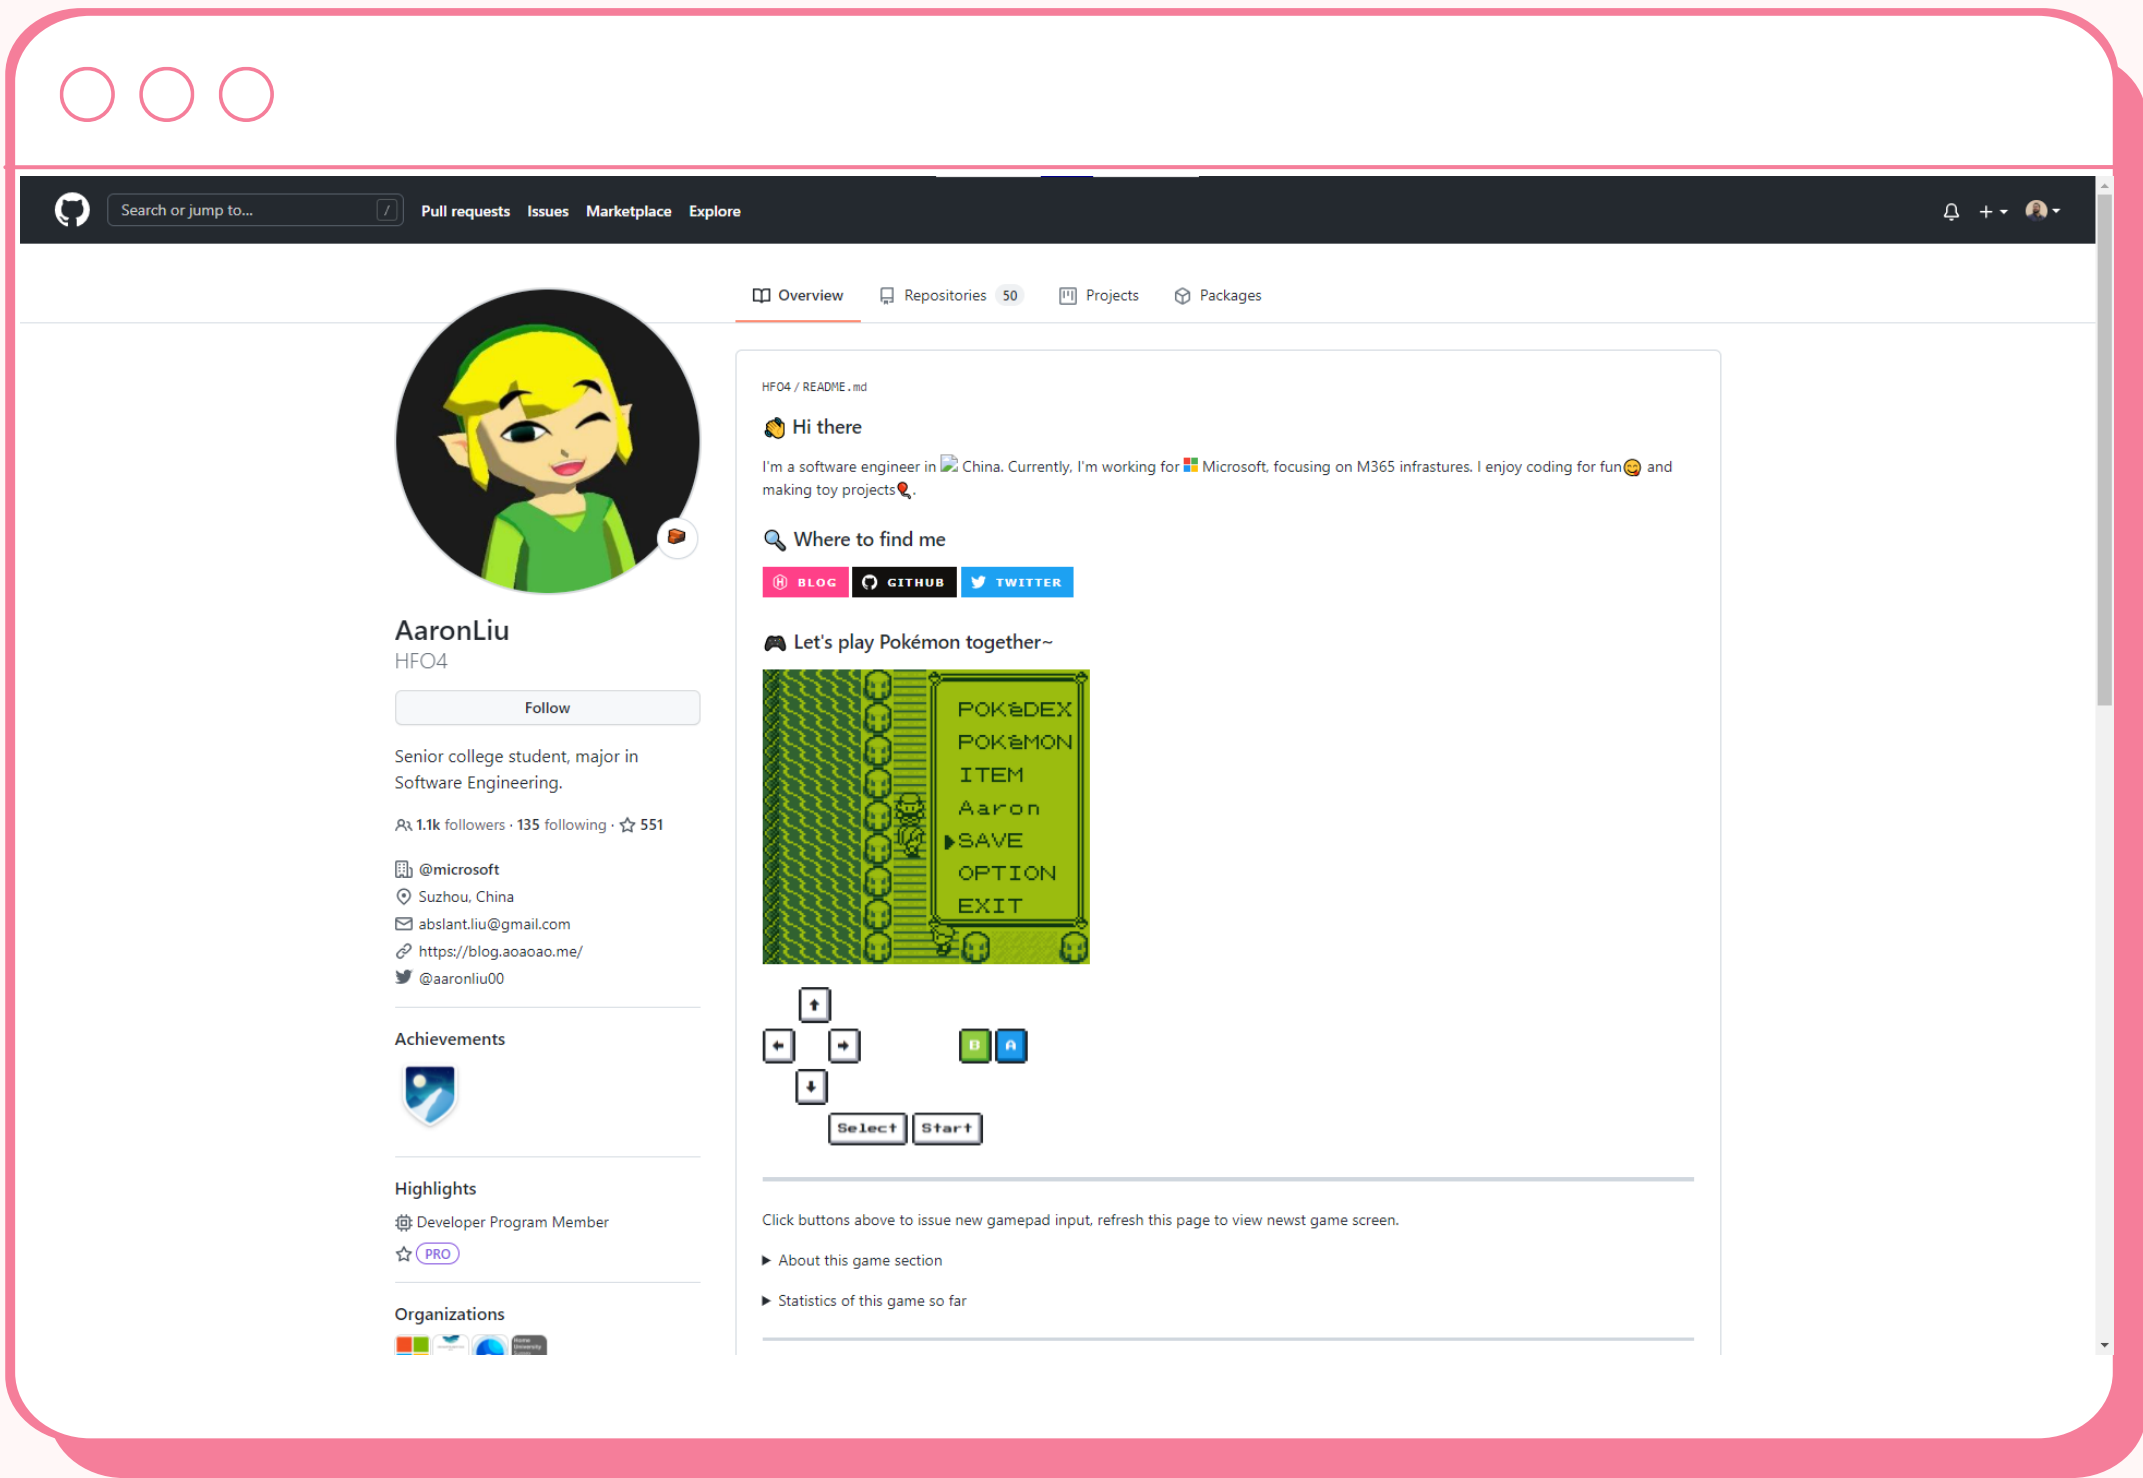 Search or jump to... /
Pull requests Issues Marketplace Explore
Overview Repositories 50 Projects Packages
AaronLiu
HFO4
Follow
Senior college student, major in
Software Engineering.
1.1k followers · 135 following · 551
@microsoft
Suzhou, China
abslant.liu@gmail.com
https://blog.aoaoao.me/
@aaronliu00
Achievements
Highlights
Developer Program Member
PRO
Organizations
HFO4 / README.md
👋 Hi there
I'm a software engineer in China. Currently, I'm working for Microsoft, focusing on M365 infrastures. I enjoy coding for fun😋 and
making toy projects🎈.
🔍 Where to find me
BLOG GITHUB TWITTER
🎮 Let's play Pokémon together~
POKéDEX
POKéMON
ITEM
Aaron
▶SAVE
OPTION
EXIT
B A
Select Start
Click buttons above to issue new gamepad input, refresh this page to view newst game screen.
▶ About this game section
▶ Statistics of this game so far